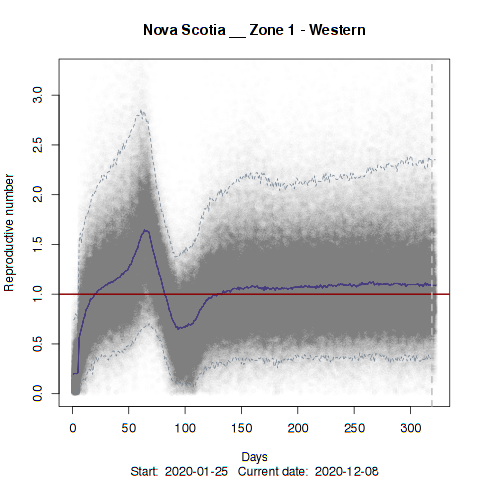 Nova Scotia __ Zone 1 - Western
Reproductive number
3.0
2.5
2.0
1.5
1.0
0.5
0.0
0 50 100 150 200 250 300
Days
Start: 2020-01-25 Current date: 2020-12-08